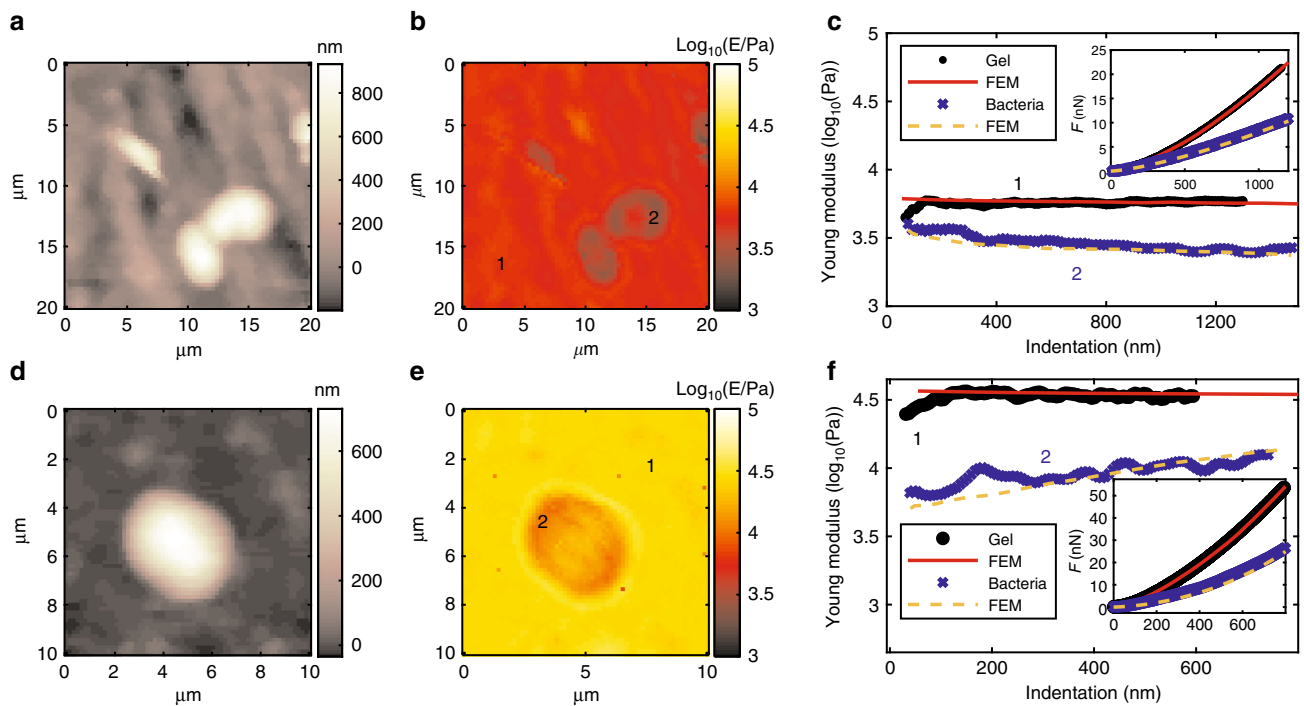 a
nm
0
5
10
15
20
μm
0 5 10 15 20
μm
800
600
400
200
0
b
Log10(E/Pa)
0
5
10
15
20
μm
1
2
0 5 10 15 20
μm
5
4.5
4
3.5
3
c
5
4.5
4
3.5
3
Young modulus (log10(Pa))
Gel
FEM
Bacteria
FEM
25
20
15
10
5
0
F (nN)
0 500 1000
1
2
0 400 800 1200
Indentation (nm)
d
nm
0
2
4
6
8
10
μm
0 2 4 6 8 10
μm
600
400
200
0
e
Log10(E/Pa)
0
2
4
6
8
10
μm
1
2
0 5 10
μm
5
4.5
4
3.5
3
f
4.5
4
3.5
3
Young modulus (log10(Pa))
1
2
Gel
FEM
Bacteria
FEM
50
40
30
20
10
0
F (nN)
0 200 400 600
0 200 400 600
Indentation (nm)